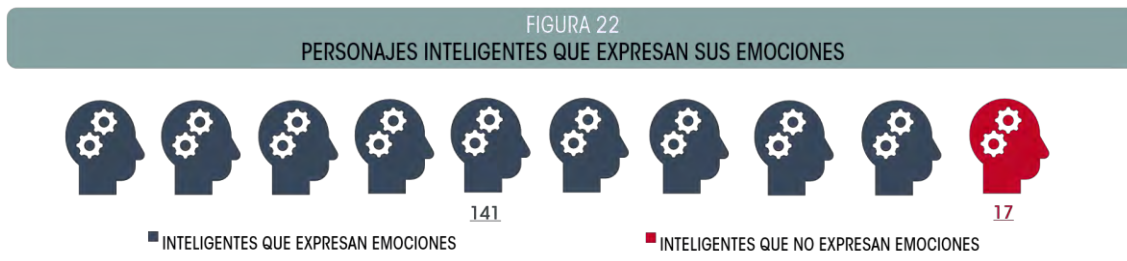 FIGURA 22
PERSONAJES INTELIGENTES QUE EXPRESAN SUS EMOCIONES
141
17
INTELIGENTES QUE EXPRESAN EMOCIONES
INTELIGENTES QUE NO EXPRESAN EMOCIONES